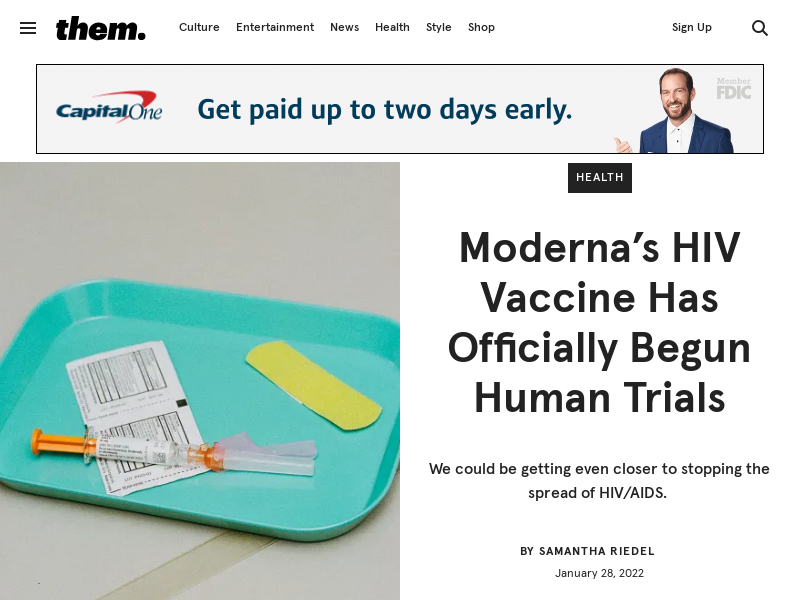 them.
Culture Entertainment News Health Style Shop
Sign Up
Capital One
Get paid up to two days early.
Member
FDIC
HEALTH
Moderna’s HIV
Vaccine Has
Officially Begun
Human Trials
We could be getting even closer to stopping the
spread of HIV/AIDS.
BY SAMANTHA RIEDEL
January 28, 2022